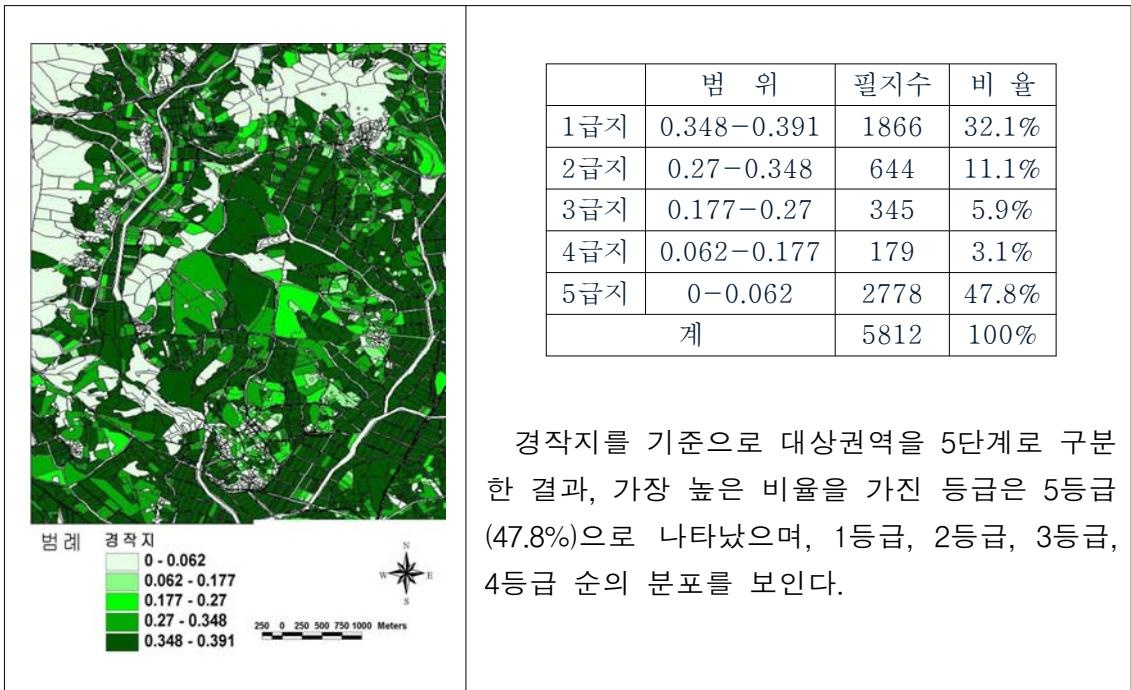 범례 경작지
0 - 0.062
0.062 - 0.177
0.177 - 0.27
0.27 - 0.348
0.348 - 0.391
N
W E
S
250 0 250 500 750 1000 Meters
범 위 필지수 비 율
1급지 0.348-0.391 1866 32.1%
2급지 0.27-0.348 644 11.1%
3급지 0.177-0.27 345 5.9%
4급지 0.062-0.177 179 3.1%
5급지 0-0.062 2778 47.8%
계 5812 100%
경작지를 기준으로 대상권역을 5단계로 구분
한 결과, 가장 높은 비율을 가진 등급은 5등급
(47.8%)으로 나타났으며, 1등급, 2등급, 3등급,
4등급 순의 분포를 보인다.